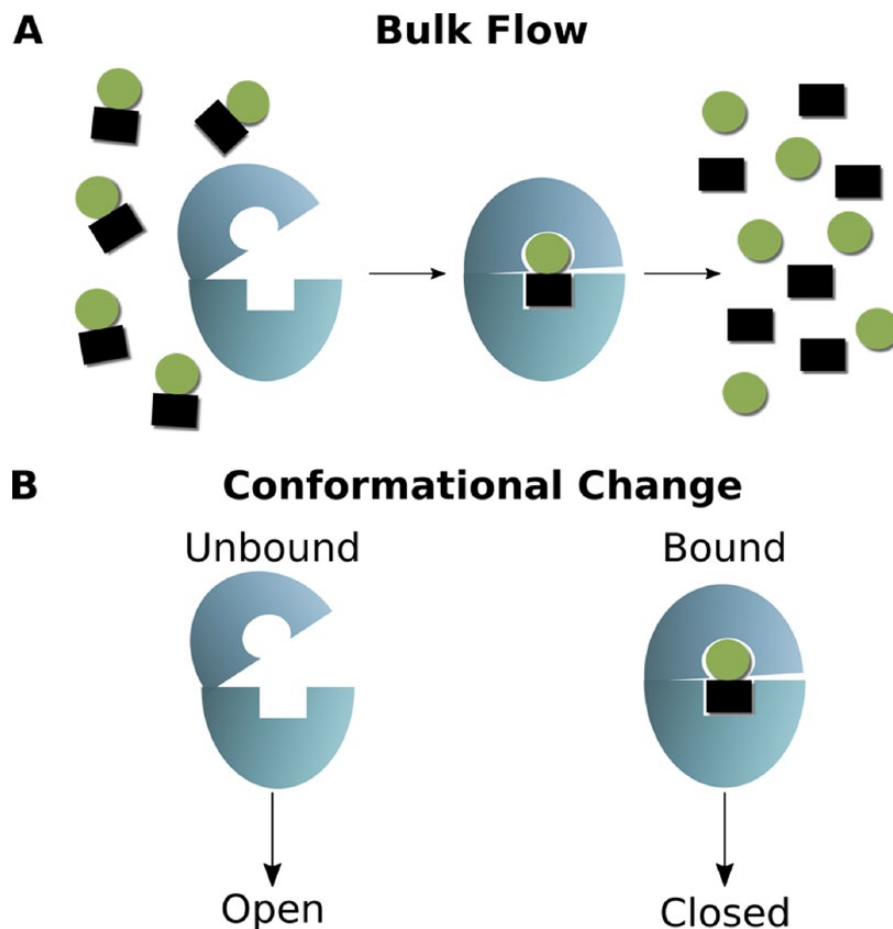 A
Bulk Flow
B
Conformational Change
Unbound
Bound
Open
Closed